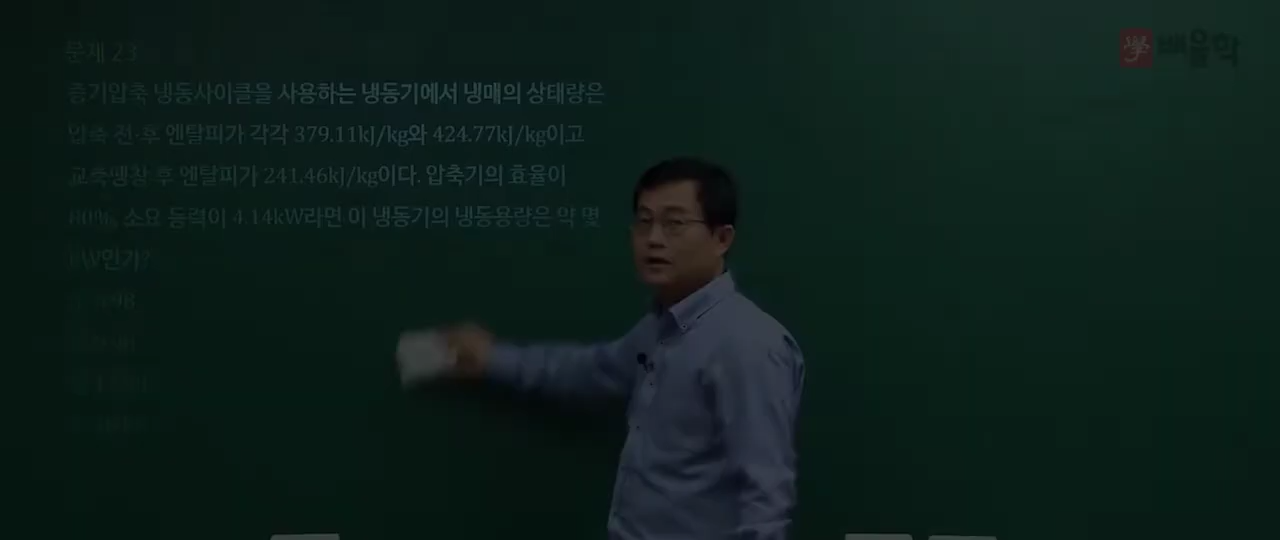 문제 23
배울학
증기압축 냉동사이클을 사용하는 냉동기에서 냉매의 상태량은
압축 전·후 엔탈피가 각각 379.11kJ/kg와 424.77kJ/kg이고
교축팽창 후 엔탈피가 241.46kJ/kg이다. 압축기의 효율이
80%, 소요 동력이 4.14kW라면 이 냉동기의 냉동용량은 약 몇
kW인가?